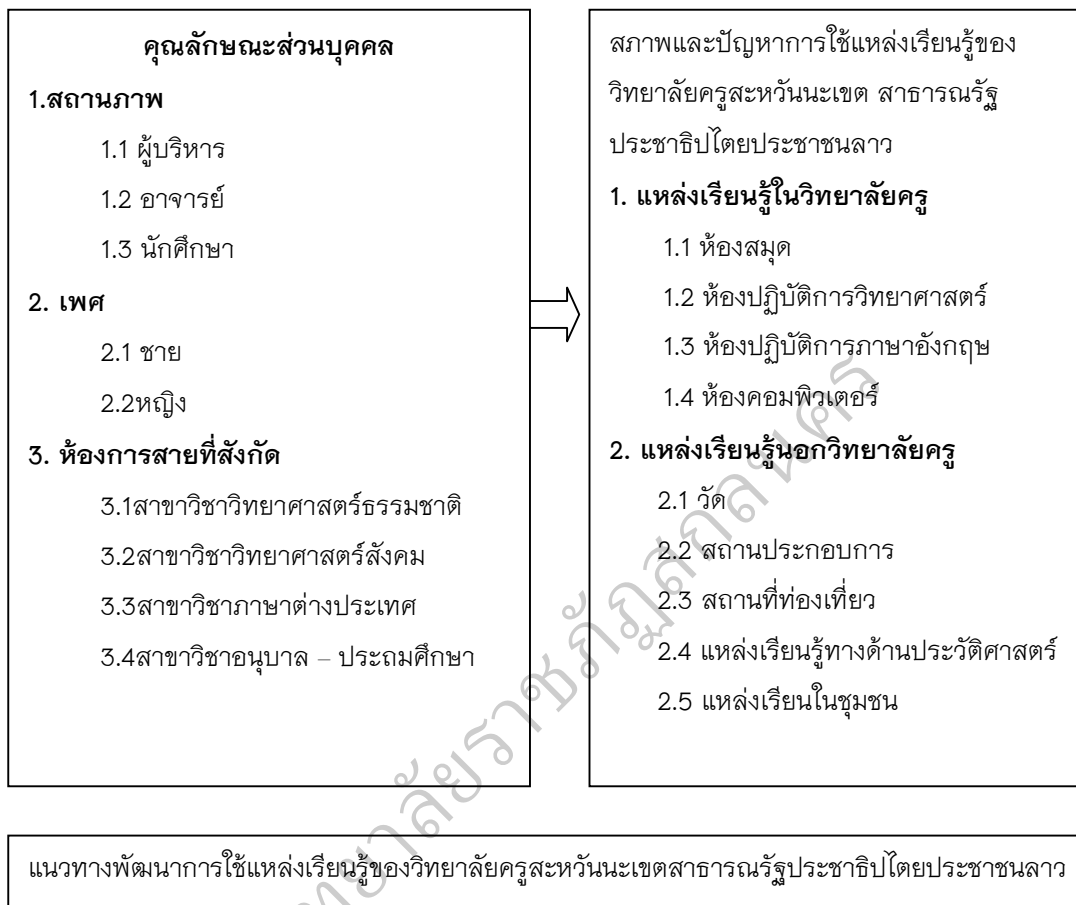 คุณลักษณะส่วนบุคคล
1.สถานภาพ
1.1 ผู้บริหาร
1.2 อาจารย์
1.3 นักศึกษา
2. เพศ
2.1 ชาย
2.2หญิง
3. ห้องการสายที่สังกัด
3.1สาขาวิชาวิทยาศาสตร์ธรรมชาติ
3.2สาขาวิชาวิทยาศาสตร์สังคม
3.3สาขาวิชาภาษาต่างประเทศ
3.4สาขาวิชาอนุบาล – ประถมศึกษา
สภาพและปัญหาการใช้แหล่งเรียนรู้ของ
วิทยาลัยครูสะหวันนะเขต สาธารณรัฐ
ประชาธิปไตยประชาชนลาว
1. แหล่งเรียนรู้ในวิทยาลัยครู
1.1 ห้องสมุด
1.2 ห้องปฏิบัติการวิทยาศาสตร์
1.3 ห้องปฏิบัติการภาษาอังกฤษ
1.4 ห้องคอมพิวเตอร์
2. แหล่งเรียนรู้นอกวิทยาลัยครู
2.1 วัด
2.2 สถานประกอบการ
2.3 สถานที่ท่องเที่ยว
2.4 แหล่งเรียนรู้ทางด้านประวัติศาสตร์
2.5 แหล่งเรียนในชุมชน
แนวทางพัฒนาการใช้แหล่งเรียนรู้ของวิทยาลัยครูสะหวันนะเขตสาธารณรัฐประชาธิปไตยประชาชนลาว
ทยาลัยราชภัฏสกลนคร